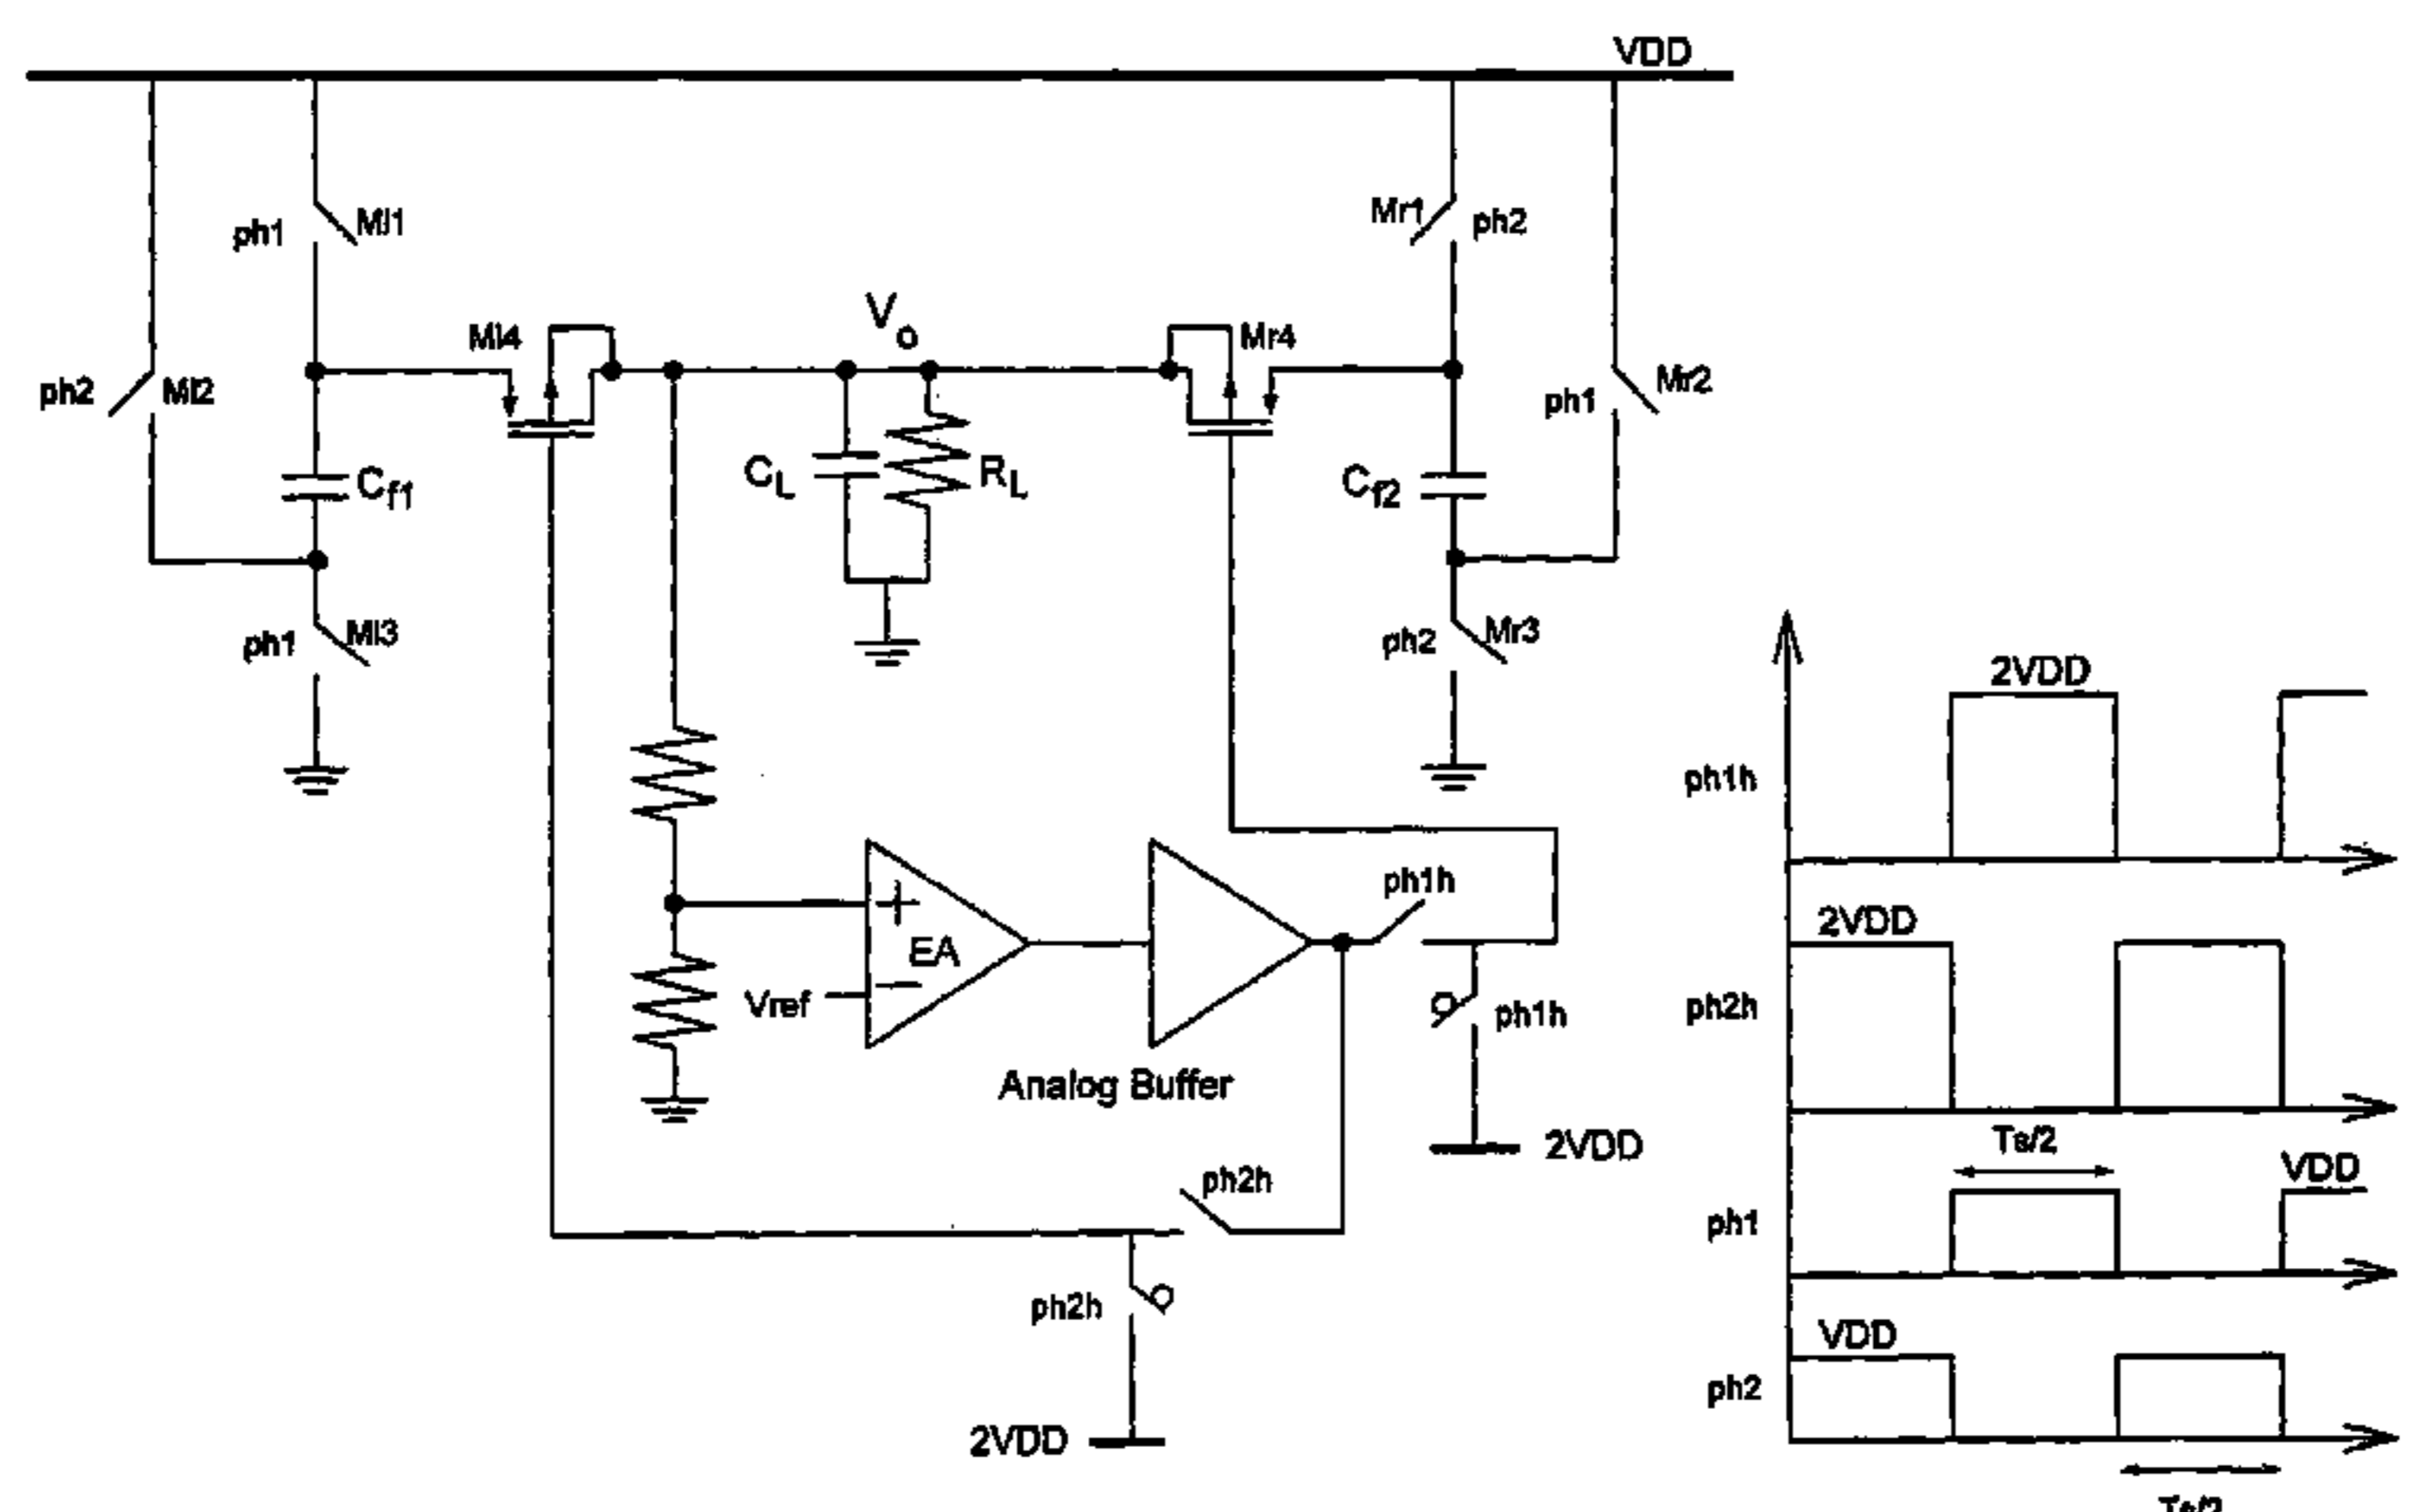 VDD
ph1
Ml1
Mr1
ph2
Ml4
Vo
Mr4
ph2
Ml2
ph1
Mr2
Cf1
CL
RL
Cf2
ph1
Ml3
ph2
Mr3
2VDD
ph1h
ph1h
2VDD
+
EA
Vref
−
ph1h
ph2h
Analog Buffer
2VDD
Ts/2
ph2h
VDD
ph1
ph2h
VDD
ph2
2VDD
Ts/2